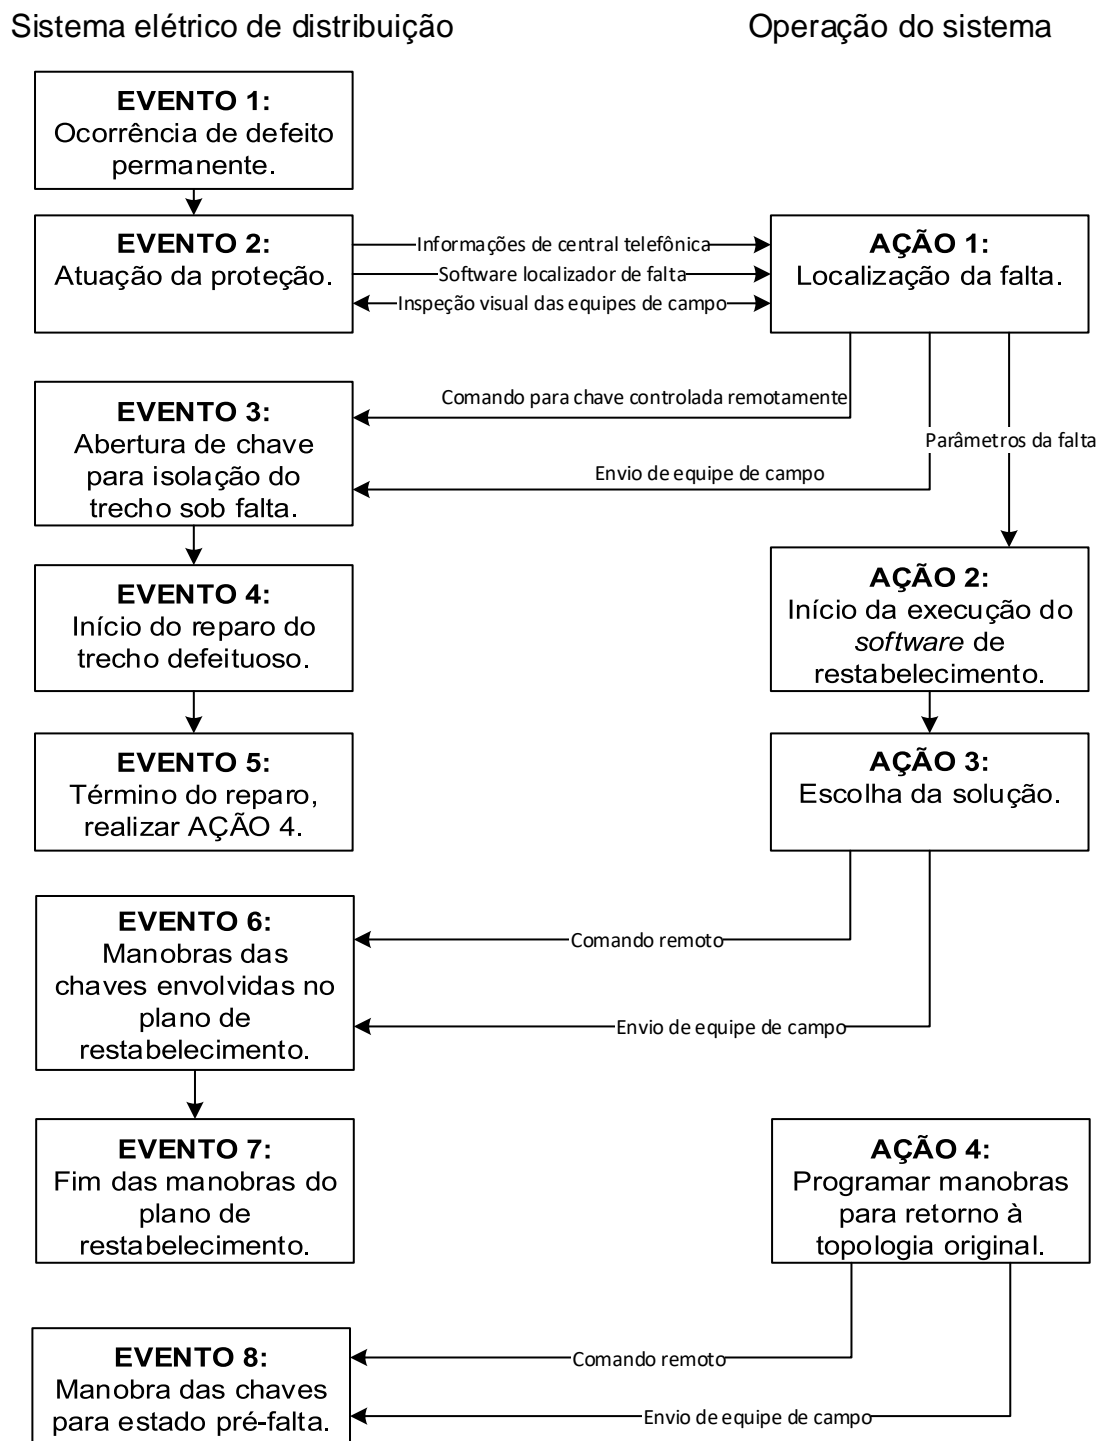 Sistema elétrico de distribuição
Operação do sistema
EVENTO 1:
Ocorrência de defeito
permanente.
EVENTO 2:
Atuação da proteção.
Informações de central telefônica
Software localizador de falta
Inspeção visual das equipes de campo
AÇÃO 1:
Localização da falta.
Comando para chave controlada remotamente
Parâmetros da falta
Envio de equipe de campo
EVENTO 3:
Abertura de chave
para isolação do
trecho sob falta.
EVENTO 4:
Início do reparo do
trecho defeituoso.
AÇÃO 2:
Início da execução do
software de
restabelecimento.
EVENTO 5:
Término do reparo,
realizar AÇÃO 4.
AÇÃO 3:
Escolha da solução.
Comando remoto
Envio de equipe de campo
EVENTO 6:
Manobras das
chaves envolvidas no
plano de
restabelecimento.
EVENTO 7:
Fim das manobras do
plano de
restabelecimento.
AÇÃO 4:
Programar manobras
para retorno à
topologia original.
Comando remoto
Envio de equipe de campo
EVENTO 8:
Manobra das chaves
para estado pré-falta.